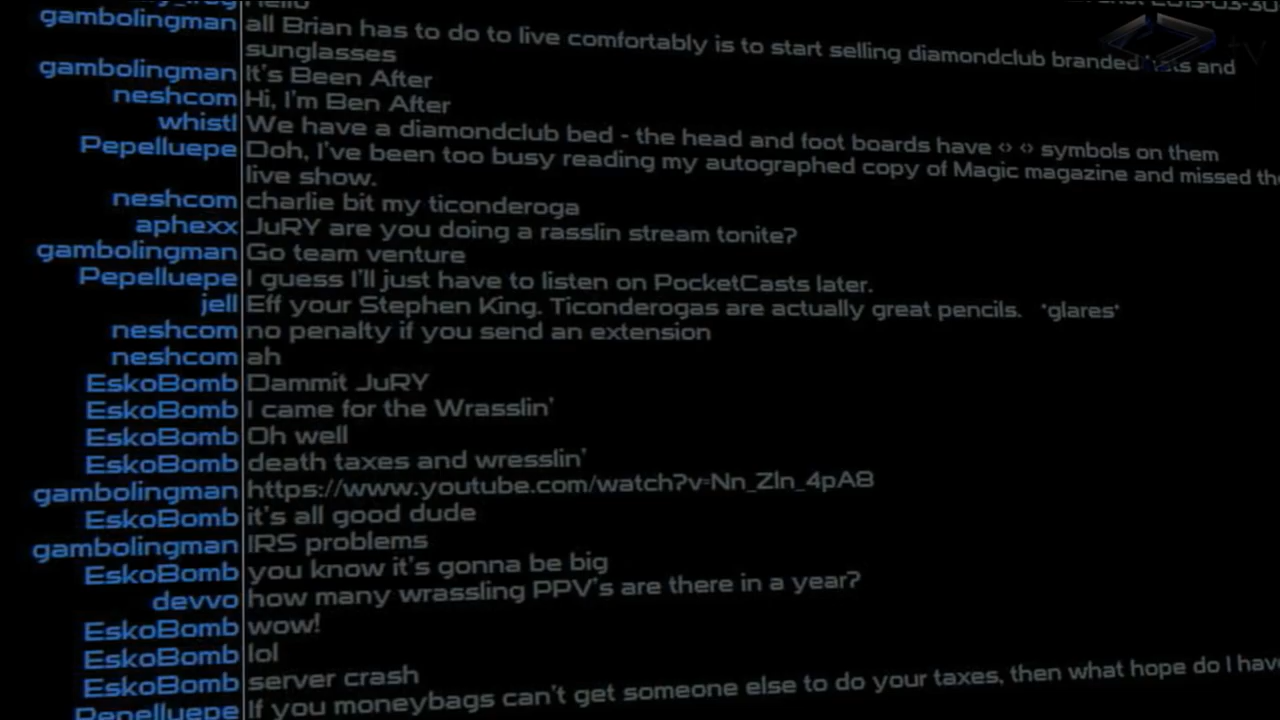 Hello
gambolingman all Brian has to do to live comfortably is to start selling diamondclub branded hats and
sunglasses
gambolingman It's Been After
neshcom Hi, I'm Ben After
whistl We have a diamondclub bed - the head and foot boards have <> <> symbols on them
Pepelluepe Doh, I've been too busy reading my autographed copy of Magic magazine and missed the
live show.
neshcom charlie bit my ticonderoga
aphexx JuRY are you doing a rasslin stream tonite?
gambolingman Go team venture
Pepelluepe I guess I'll just have to listen on PocketCasts later.
jell Eff your Stephen King. Ticonderogas are actually great pencils. *glares*
neshcom no penalty if you send an extension
neshcom ah
EskoBomb Dammit JuRY
EskoBomb I came for the Wrasslin'
EskoBomb Oh well
EskoBomb death taxes and wresslin'
gambolingman https://www.youtube.com/watch?v=Nn_Zln_4pA8
EskoBomb it's all good dude
gambolingman IRS problems
EskoBomb you know it's gonna be big
devvo how many wrassling PPV's are there in a year?
EskoBomb wow!
EskoBomb lol
EskoBomb server crash
Pepelluepe If you moneybags can't get someone else to do your taxes, then what hope do I have